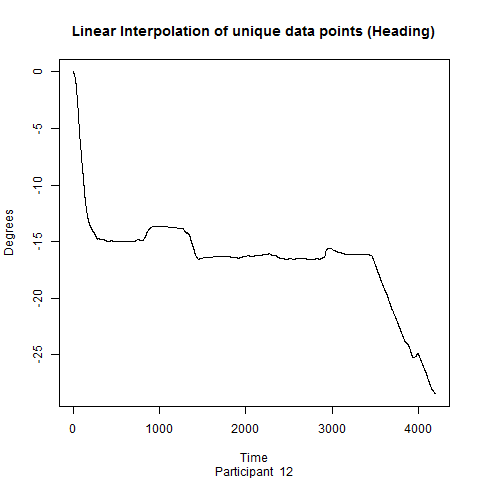 Linear Interpolation of unique data points (Heading)
Degrees
0
-5
-10
-15
-20
-25
0 1000 2000 3000 4000
Time
Participant 12